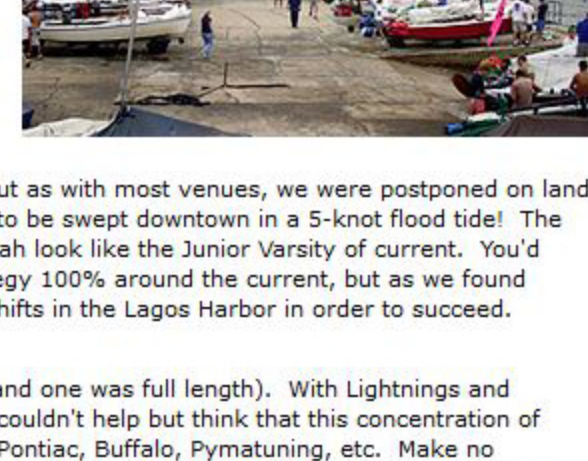 ut as with most venues, we were postponed on land
to be swept downtown in a 5-knot flood tide! The
ah look like the Junior Varsity of current. You'd
egy 100% around the current, but as we found
hifts in the Lagos Harbor in order to succeed.
and one was full length). With Lightnings and
couldn't help but think that this concentration of
Pontiac, Buffalo, Pymatuning, etc. Make no